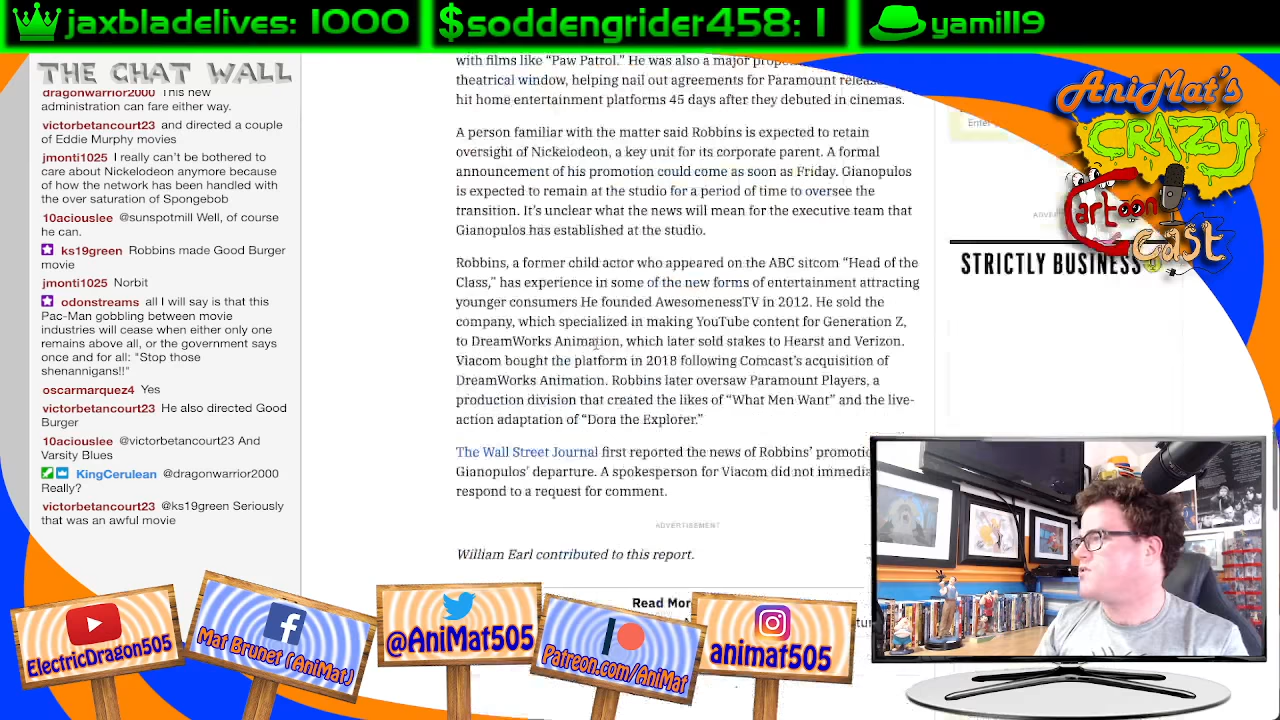 jaxbladelives: 1000
$soddengrider458: 1
yamill9
THE CHAT WALL
dragonwarrior2000 This new
administration can fare either way.
victorbetancourt23 and directed a couple
of Eddie Murphy movies
jmonti1025 I really can't be bothered to
care about Nickelodeon anymore because
of how the network has been handled with
the over saturation of Spongebob
10aciouslee @sunspotmill Well, of course
he can.
ks19green Robbins made Good Burger
movie
jmonti1025 Norbit
odonstreams all I will say is that this
Pac-Man gobbling between movie
industries will cease when either only one
remains above all, or the government says
once and for all: "Stop those
shenannigans!!"
oscarmarquez4 Yes
victorbetancourt23 He also directed Good
Burger
10aciouslee @victorbetancourt23 And
Varsity Blues
KingCerulean @dragonwarrior2000
Really?
victorbetancourt23 @ks19green Seriously
that was an awful movie
with films like “Paw Patrol.” He was also a major
theatrical window, helping nail out agreements for Paramount
hit home entertainment platforms 45 days after they debuted in cinemas.
A person familiar with the matter said Robbins is expected to retain
oversight of Nickelodeon, a key unit for its corporate parent. A formal
announcement of his promotion could come as soon as Friday. Gianopulos
is expected to remain at the studio for a period of time to oversee the
transition. It’s unclear what the news will mean for the executive team that
Gianopulos has established at the studio.
Robbins, a former child actor who appeared on the ABC sitcom “Head of the
Class,” has experience in some of the new forms of entertainment attracting
younger consumers He founded AwesomenessTV in 2012. He sold the
company, which specialized in making YouTube content for Generation Z,
to DreamWorks Animation, which later sold stakes to Hearst and Verizon.
Viacom bought the platform in 2018 following Comcast’s acquisition of
DreamWorks Animation. Robbins later oversaw Paramount Players, a
production division that created the likes of “What Men Want” and the live-
action adaptation of “Dora the Explorer.”
The Wall Street Journal first reported the news of Robbins’ promotio
Gianopulos’ departure. A spokesperson for Viacom did not immedia
respond to a request for comment.
ADVERTISEMENT
William Earl contributed to this report.
Read Mor
AniMat's
CRAZY
Cartoon
Cast
STRICTLY BUSINESS
ElectricDragon505
Mat Brunet (AniMat)
@AniMat505
Patreon.com/AniMat
animat505